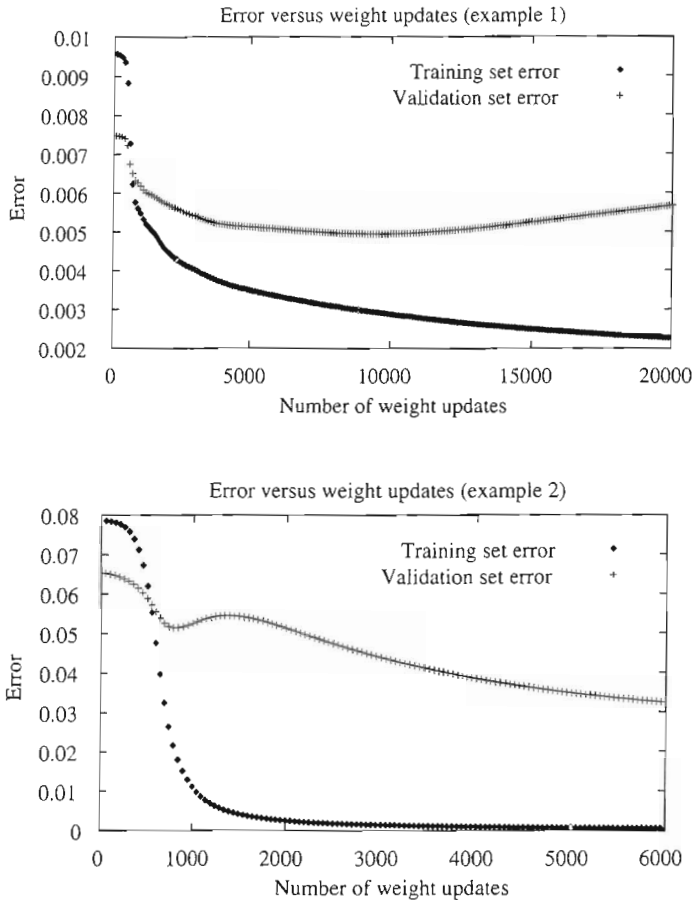 Error versus weight updates (example 1)
0.01
0.009
0.008
0.007
0.006
0.005
0.004
0.003
0.002
Error
Training set error
Validation set error
0 5000 10000 15000 20000
Number of weight updates
Error versus weight updates (example 2)
0.08
0.07
0.06
0.05
0.04
0.03
0.02
0.01
0
Error
Training set error
Validation set error
0 1000 2000 3000 4000 5000 6000
Number of weight updates